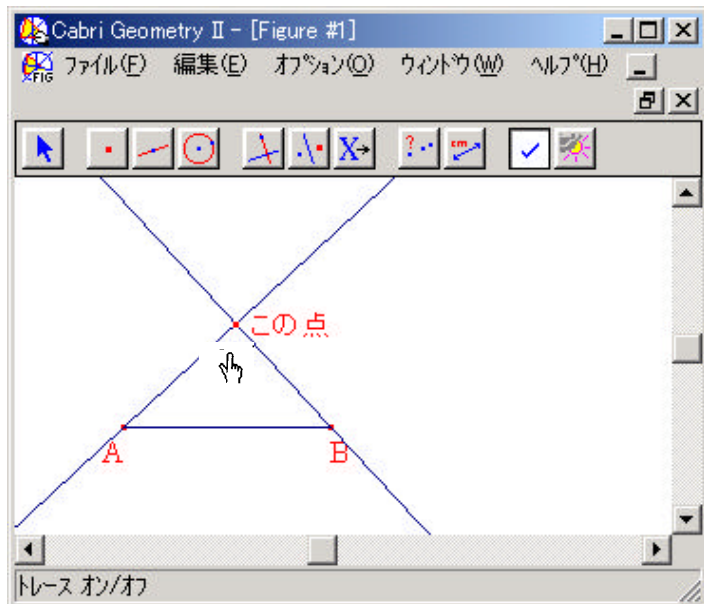 Cabri Geometry II - [Figure #1]
FIG ファイル(F) 編集(E) オプション(O) ウィンドウ(W) ヘルプ(H)
X ? cm
この点
A B
トレース オン/オフ